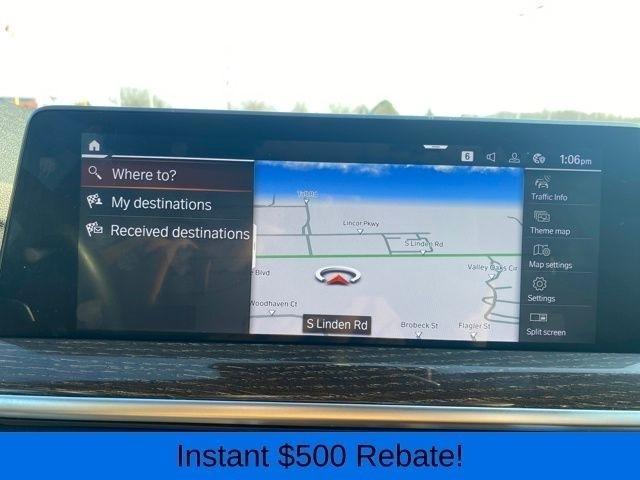 6
1:06pm
Where to?
My destinations
Received destinations
Lincor Pkwy
S Linden Rd
Valley Oaks Cir
e Blvd
Woodhaven Ct
S Linden Rd
Brobeck St
Flagler St
Traffic Info
Theme map
Map settings
Settings
Split screen
Instant $500 Rebate!